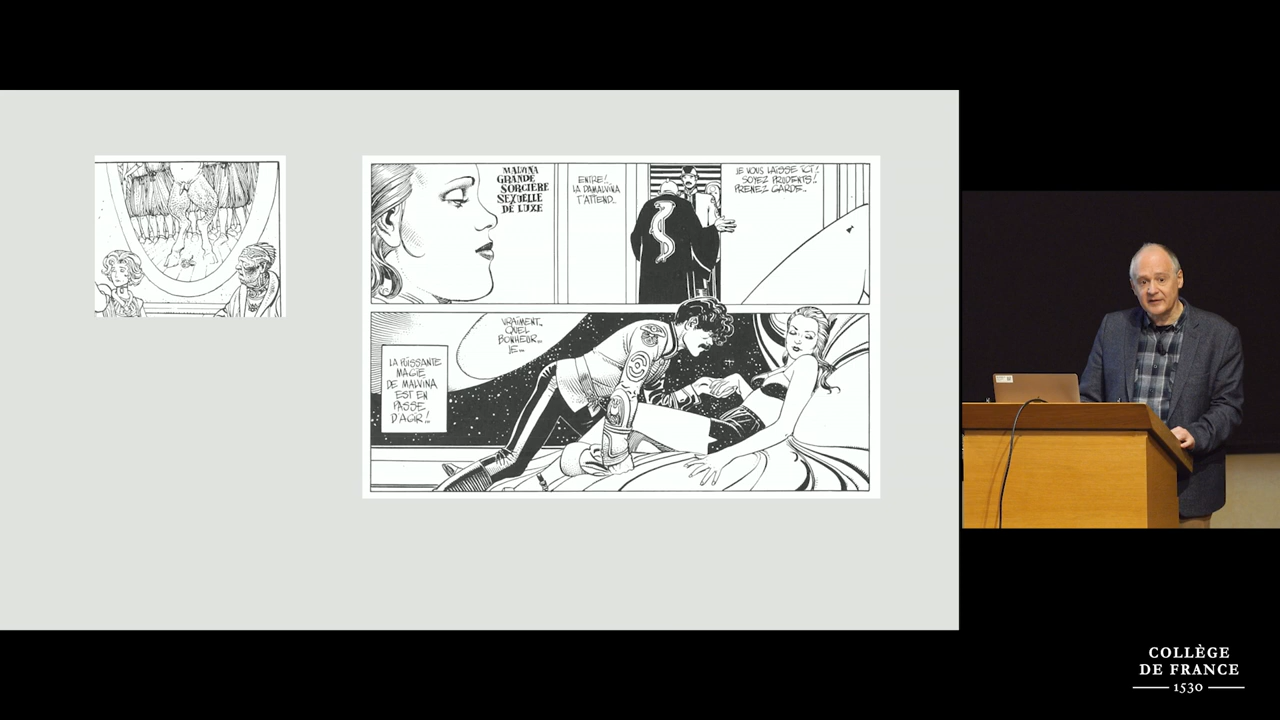 MALVINA
GRANDE
SORCIÈRE
SEXUELLE
DE LUXE
ENTRE!.
LA DAMALVINA
T'ATTEND..
JE VOUS LAISSE ICI!
SOYEZ PRUDENTS!!
PRENEZ GARDE..
VRAIMENT..
QUEL
BONHEUR...
JE...
LA PUISSANTE
MAGIE
DE MALVINA
EST EN
PASSE
D'AGIR!..
COLLÈGE
DE FRANCE
1530